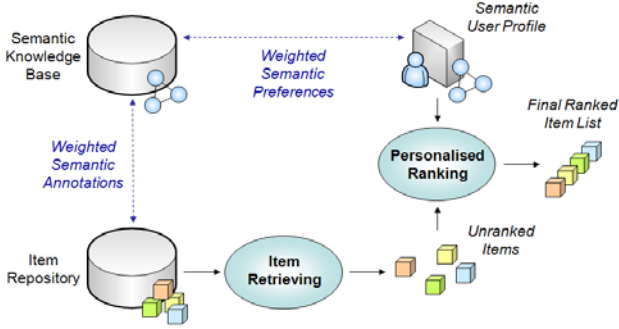 Semantic
Knowledge
Base
Weighted
Semantic
Preferences
Semantic
User Profile
Weighted
Semantic
Annotations
Personalised
Ranking
Final Ranked
Item List
Item
Repository
Item
Retrieving
Unranked
Items